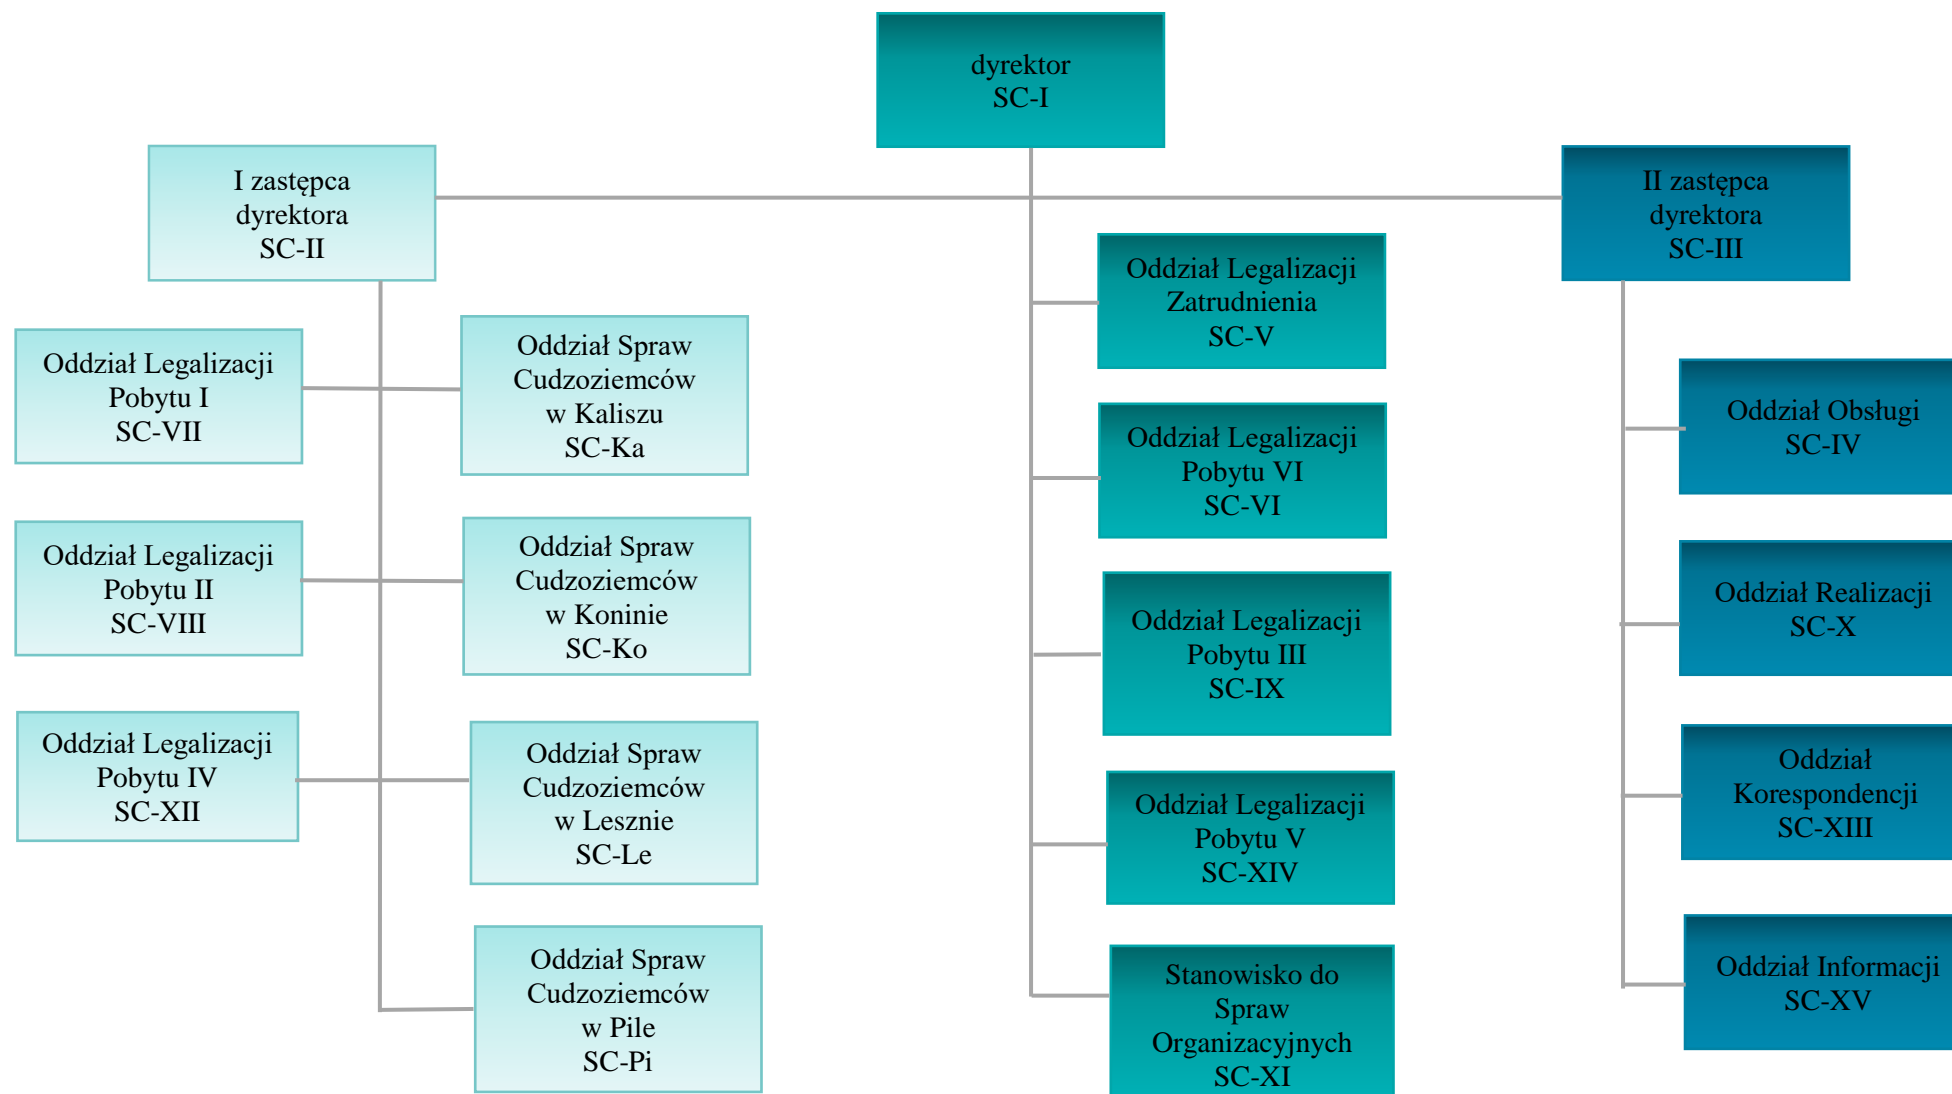 dyrektor
SC-I
I zastępca
dyrektora
SC-II
II zastępca
dyrektora
SC-III
Oddział Legalizacji
Pobytu I
SC-VII
Oddział Legalizacji
Pobytu II
SC-VIII
Oddział Legalizacji
Pobytu IV
SC-XII
Oddział Spraw
Cudzoziemców
w Kaliszu
SC-Ka
Oddział Spraw
Cudzoziemców
w Koninie
SC-Ko
Oddział Spraw
Cudzoziemców
w Lesznie
SC-Le
Oddział Spraw
Cudzoziemców
w Pile
SC-Pi
Oddział Legalizacji
Zatrudnienia
SC-V
Oddział Legalizacji
Pobytu VI
SC-VI
Oddział Legalizacji
Pobytu III
SC-IX
Oddział Legalizacji
Pobytu V
SC-XIV
Stanowisko do
Spraw
Organizacyjnych
SC-XI
Oddział Obsługi
SC-IV
Oddział Realizacji
SC-X
Oddział
Korespondencji
SC-XIII
Oddział Informacji
SC-XV